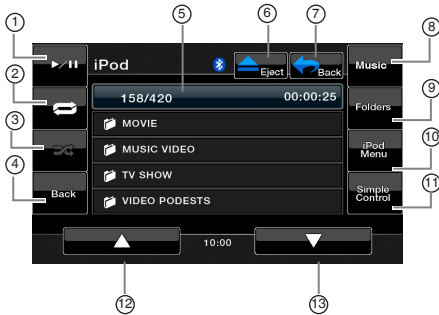 ① ② ③ ④ ⑤ ⑥ ⑦ ⑧ ⑨ ⑩ ⑪ ⑫ ⑬
iPod
Eject
Back
Music
158/420 00:00:25
Folders
MOVIE
MUSIC VIDEO
iPod
Menu
TV SHOW
Back
VIDEO PODESTS
Simple
Control
10:00